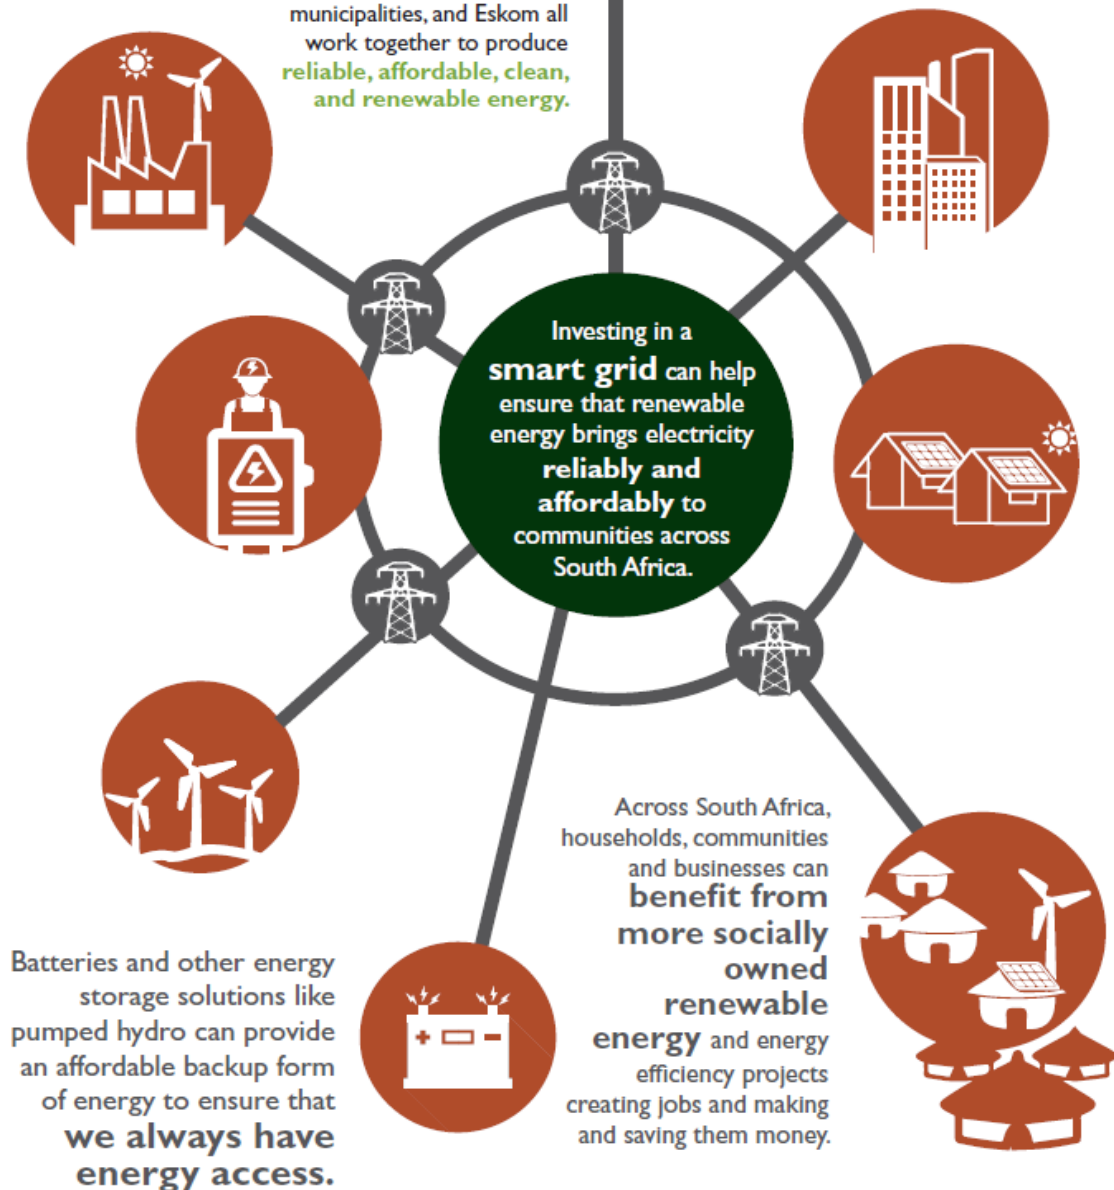 municipalities, and Eskom all
work together to produce
reliable, affordable, clean,
and renewable energy.
Investing in a
smart grid can help
ensure that renewable
energy brings electricity
reliably and
affordably to
communities across
South Africa.
Across South Africa,
households, communities
and businesses can
benefit from
more socially
owned
renewable
energy and energy
efficiency projects
creating jobs and making
and saving them money.
Batteries and other energy
storage solutions like
pumped hydro can provide
an affordable backup form
of energy to ensure that
we always have
energy access.